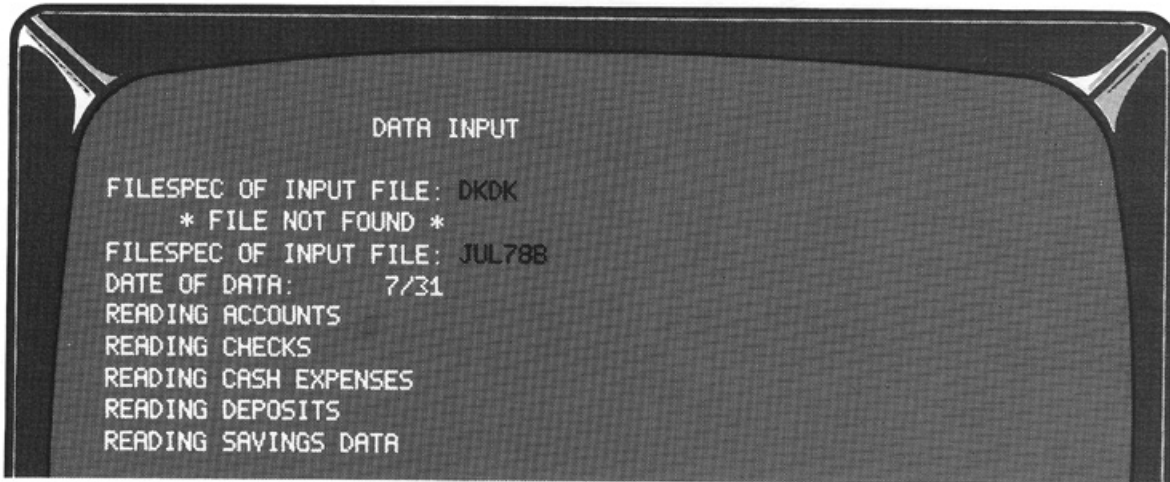 DATA INPUT
FILESPEC OF INPUT FILE: DKDK
* FILE NOT FOUND *
FILESPEC OF INPUT FILE: JUL78B
DATE OF DATA: 7/31
READING ACCOUNTS
READING CHECKS
READING CASH EXPENSES
READING DEPOSITS
READING SAVINGS DATA